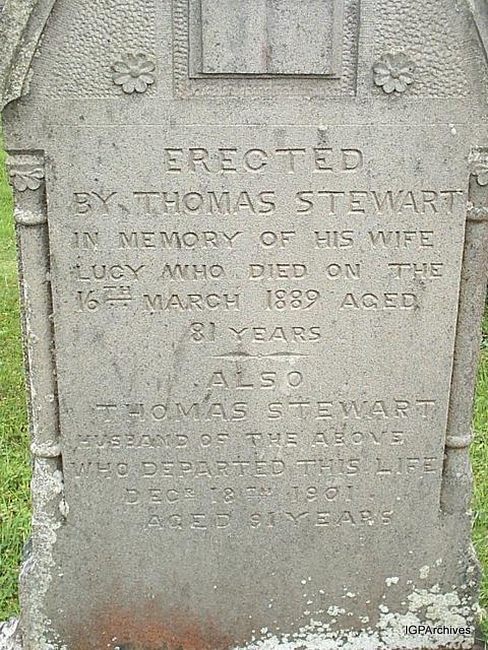 ERECTED
BY THOMAS STEWART
IN MEMORY OF HIS WIFE
LUCY WHO DIED ON THE
16TH MARCH 1889 AGED
81 YEARS
ALSO
THOMAS STEWART
HUSBAND OF THE ABOVE
WHO DEPARTED THIS LIFE
DECR 18TH 1901
AGED 91 YEARS
IGPArchives